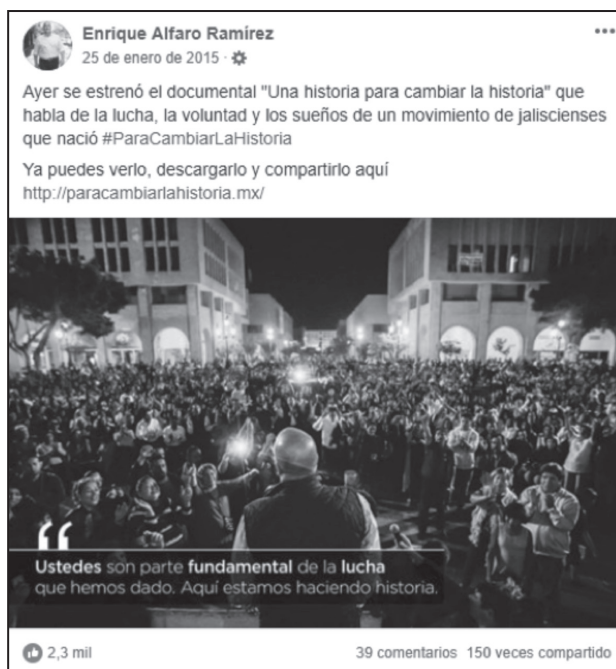 Enrique Alfaro Ramírez
25 de enero de 2015 ·
Ayer se estrenó el documental "Una historia para cambiar la historia" que
habla de la lucha, la voluntad y los sueños de un movimiento de jaliscienses
que nació #ParaCambiarLaHistoria
Ya puedes verlo, descargarlo y compartirlo aquí
http://paracambiarlahistoria.mx/
“
Ustedes son parte fundamental de la lucha
que hemos dado. Aquí estamos haciendo historia.
2,3 mil
39 comentarios 150 veces compartido